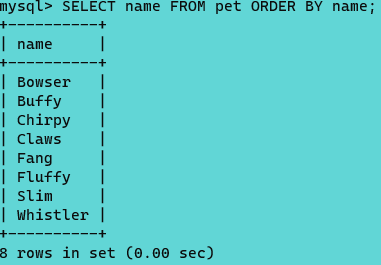 mysql> SELECT name FROM pet ORDER BY name;
+----------+
| name     |
+----------+
| Bowser   |
| Buffy    |
| Chirpy   |
| Claws    |
| Fang     |
| Fluffy   |
| Slim     |
| Whistler |
+----------+
8 rows in set (0.00 sec)